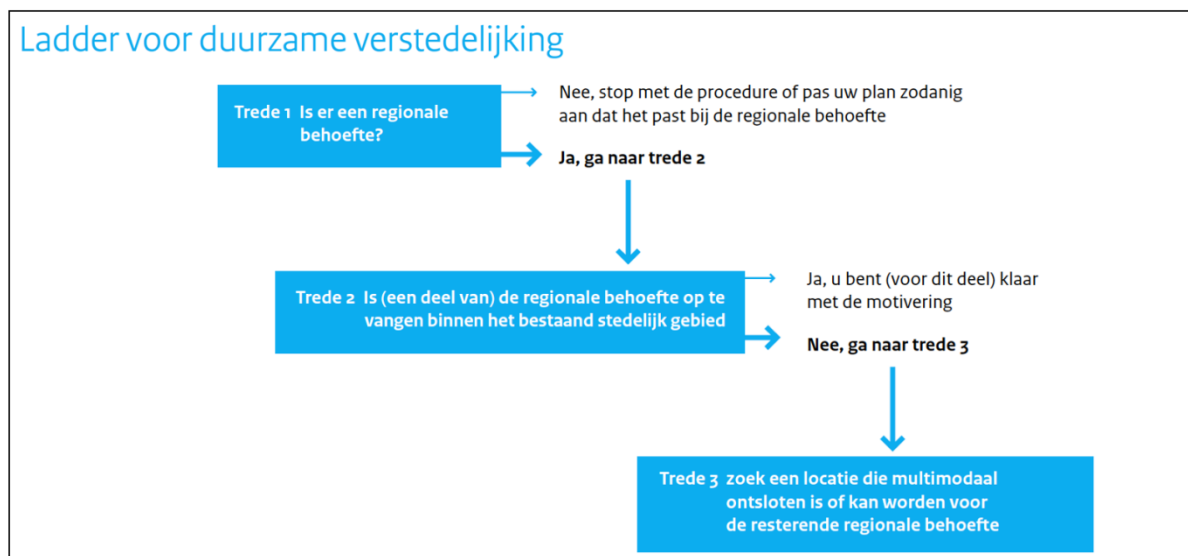 Ladder voor duurzame verstedelijking
Trede 1 Is er een regionale
behoefte?
Nee, stop met de procedure of pas uw plan zodanig
aan dat het past bij de regionale behoefte
Ja, ga naar trede 2
Trede 2 Is (een deel van) de regionale behoefte op te
vangen binnen het bestaand stedelijk gebied
Ja, u bent (voor dit deel) klaar
met de motivering
Nee, ga naar trede 3
Trede 3 zoek een locatie die multimodaal
ontsloten is of kan worden voor
de resterende regionale behoefte